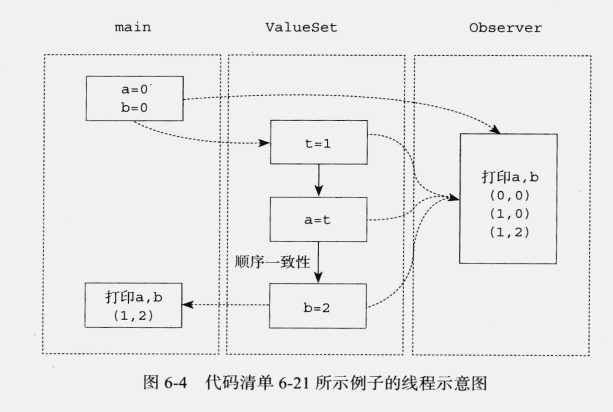 main ValueSet Observer
a=0
b=0
t=1
打印a,b
(0,0)
(1,0)
(1,2)
a=t
顺序一致性
打印a,b
(1,2)
b=2
图 6-4 代码清单 6-21 所示例子的线程示意图